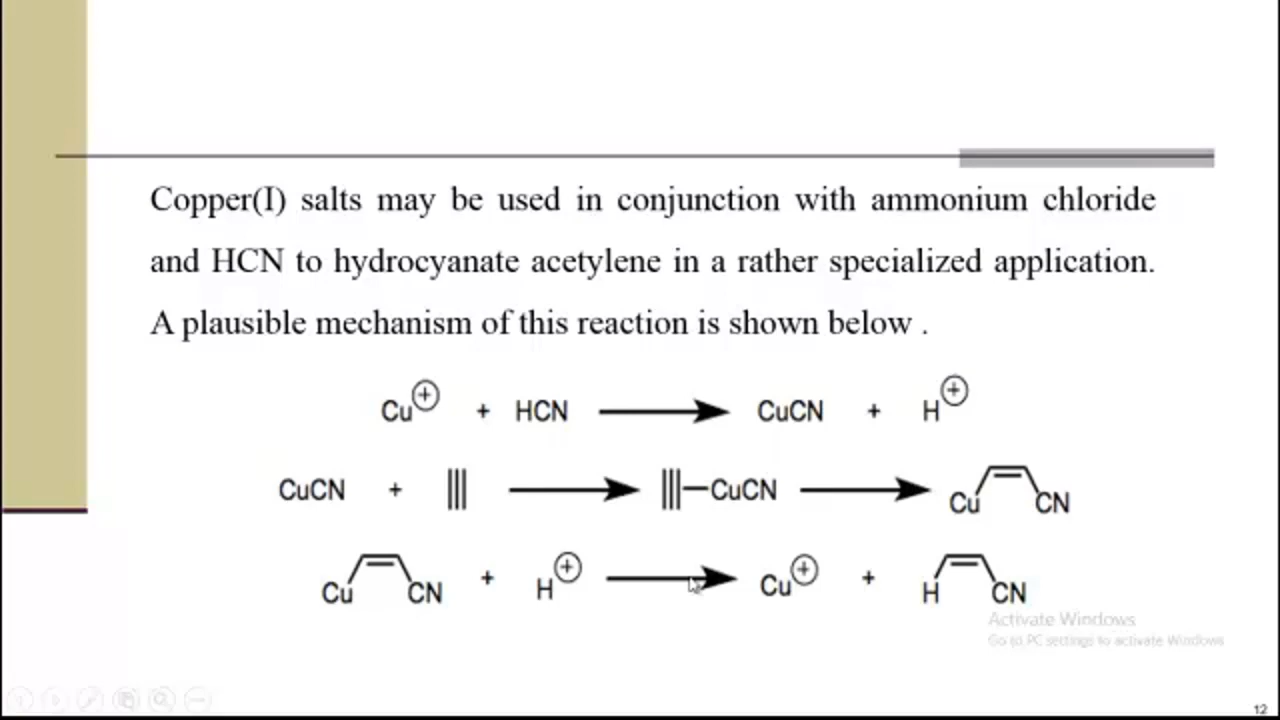 Copper(I) salts may be used in conjunction with ammonium chloride
and HCN to hydrocyanate acetylene in a rather specialized application.
A plausible mechanism of this reaction is shown below .
Cu + + HCN CuCN + H +
CuCN + CuCN Cu CN
Cu CN + H + Cu + + H CN
Activate Windows
Go to PC settings to activate Windows
12